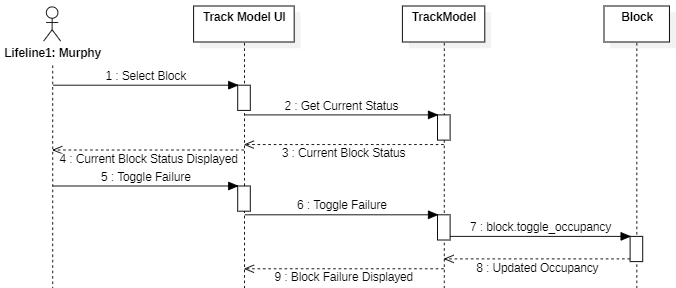 Track Model UI
TrackModel
Block
Lifeline1: Murphy
1 : Select Block
2 : Get Current Status
3 : Current Block Status
4 : Current Block Status Displayed
5 : Toggle Failure
6 : Toggle Failure
7 : block.toggle_occupancy
8 : Updated Occupancy
9 : Block Failure Displayed